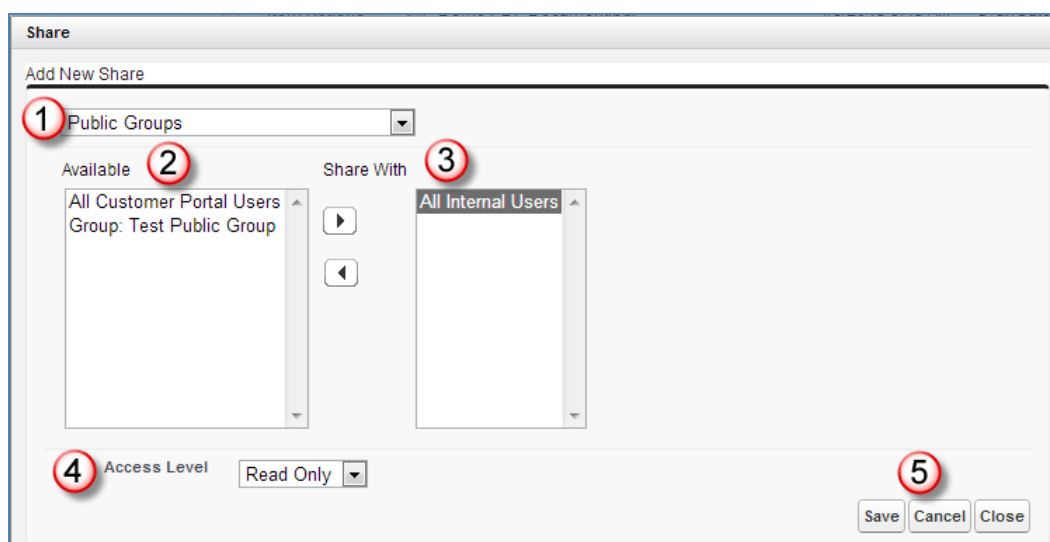 Share
Add New Share
1 Public Groups
Available 2 Share With 3
All Customer Portal Users
Group: Test Public Group
All Internal Users
4 Access Level Read Only
5
Save Cancel Close